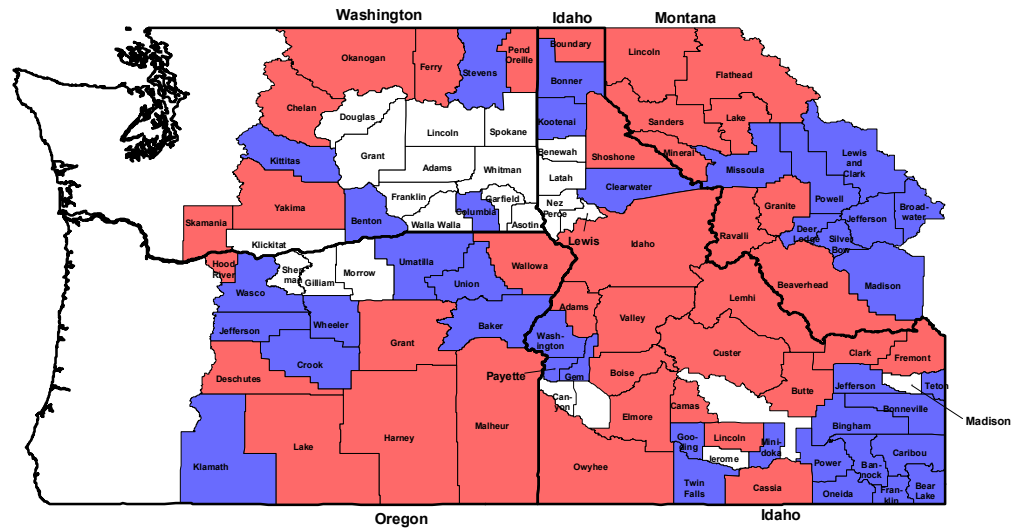 Washington
Idaho
Montana
Okanogan
Ferry
Stevens
Pend
Oreille
Boundary
Lincoln
Flathead
Bonner
Chelan
Douglas
Lincoln
Spokane
Kootenai
Sanders
Lake
Grant
Adams
Whitman
Benewah
Shoshone
Mineral
Missoula
Lewis
and
Clark
Kittitas
Latah
Clearwater
Powell
Yakima
Franklin
Garfield
Columbia
Asotin
Walla Walla
Benton
Nez
Perce
Granite
Jefferson
Broad-
water
Skamania
Klickitat
Lewis
Idaho
Ravalli
Deer
Lodge
Silver
Bow
Hood
River
Sher-
man
Gilliam
Morrow
Umatilla
Union
Wallowa
Beaverhead
Madison
Wasco
Jefferson
Wheeler
Crook
Grant
Baker
Adams
Wash-
ington
Valley
Lemhi
Custer
Clark
Fremont
Deschutes
Payette
Gem
Boise
Butte
Jefferson
Teton
Madison
Can-
yon
Elmore
Camas
Bonneville
Bingham
Klamath
Lake
Harney
Malheur
Owyhee
Goo-
ding
Lincoln
Jerome
Mini-
doka
Twin
Falls
Cassia
Power
Ban-
nock
Caribou
Oneida
Fran-
klin
Bear
Lake
Oregon
Idaho